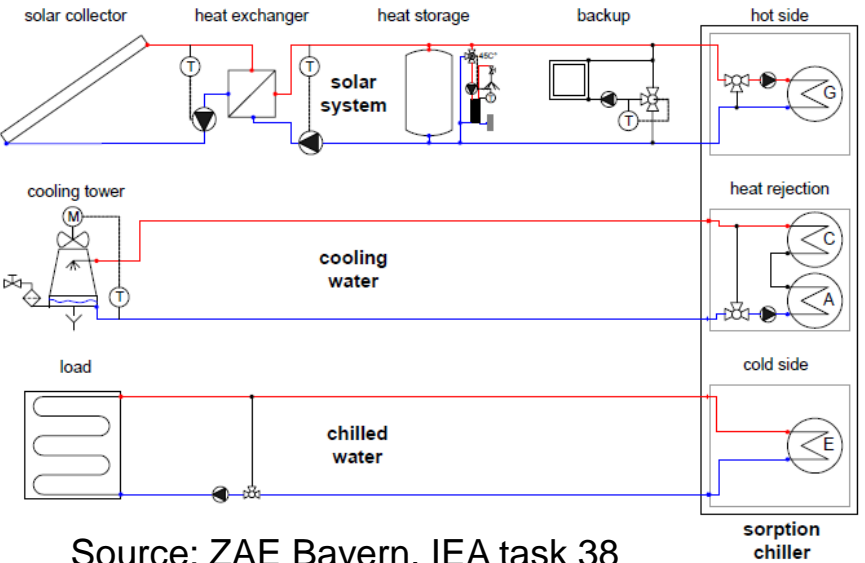 solar collector
heat exchanger
heat storage
backup
hot side
T
T
45C°
T
T
G
solar
system
cooling tower
heat rejection
M
T
C
A
cooling
water
load
cold side
E
chilled
water
sorption
chiller
Source: ZAE Bayern, IEA task 38